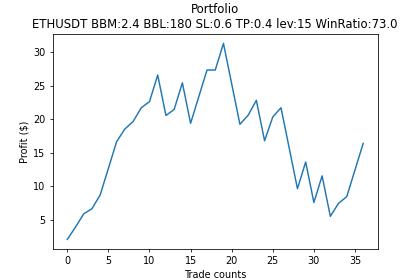 Portfolio
ETHUSDT BBM:2.4 BBL:180 SL:0.6 TP:0.4 lev:15 WinRatio:73.0
30
25
20
15
10
5
Profit ($)
0 5 10 15 20 25 30 35
Trade counts